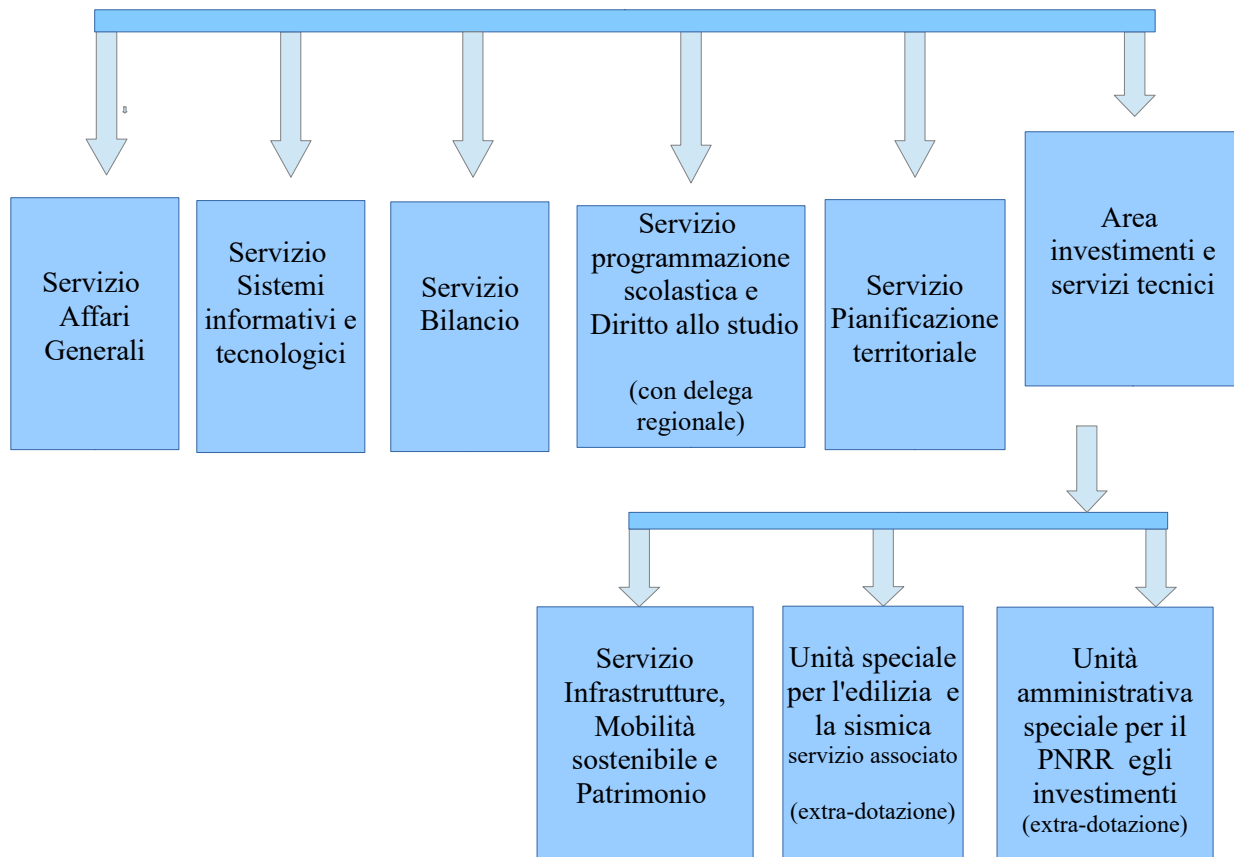 Servizio
Affari
Generali
Servizio
Sistemi
informativi e
tecnologici
Servizio
Bilancio
Servizio
programmazione
scolastica e
Diritto allo studio
(con delega
regionale)
Servizio
Pianificazione
territoriale
Area
investimenti e
servizi tecnici
Servizio
Infrastrutture,
Mobilità
sostenibile e
Patrimonio
Unità speciale
per l'edilizia e
la sismica
servizio associato
(extra-dotazione)
Unità
amministrativa
speciale per il
PNRR egli
investimenti
(extra-dotazione)